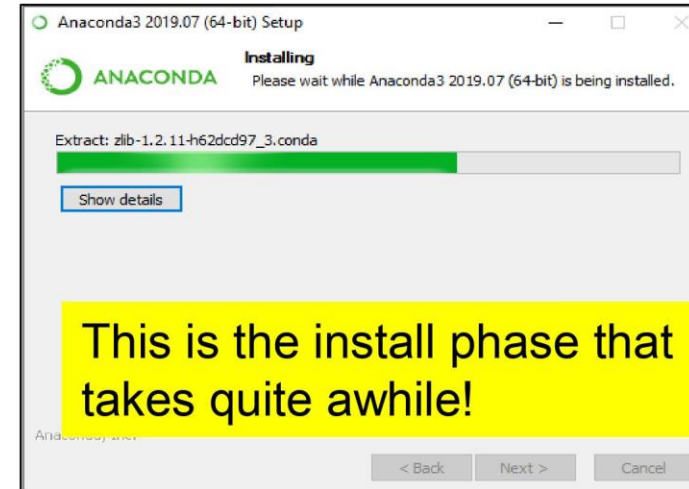 Anaconda3 2019.07 (64-bit) Setup
Installing
ANACONDA
Please wait while Anaconda3 2019.07 (64-bit) is being installed.
Extract: zlib-1.2.11-h62dcd97_3.conda
Show details
This is the install phase that
takes quite awhile!
< Back Next > Cancel